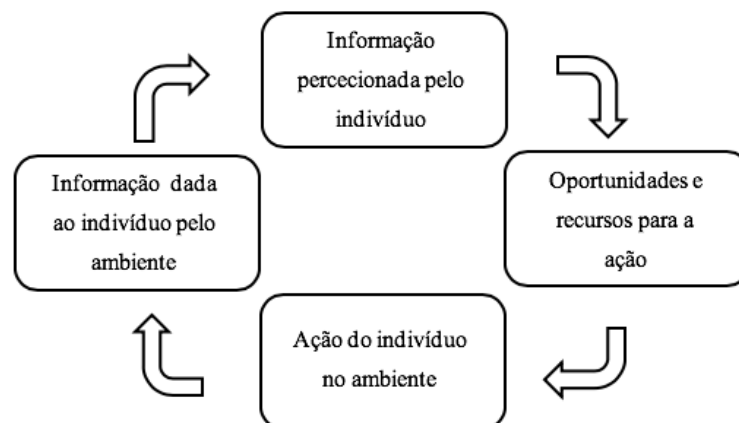 Informação
percecionada pelo
indivíduo
Informação dada
ao indivíduo pelo
ambiente
Oportunidades e
recursos para a
ação
Ação do indivíduo
no ambiente